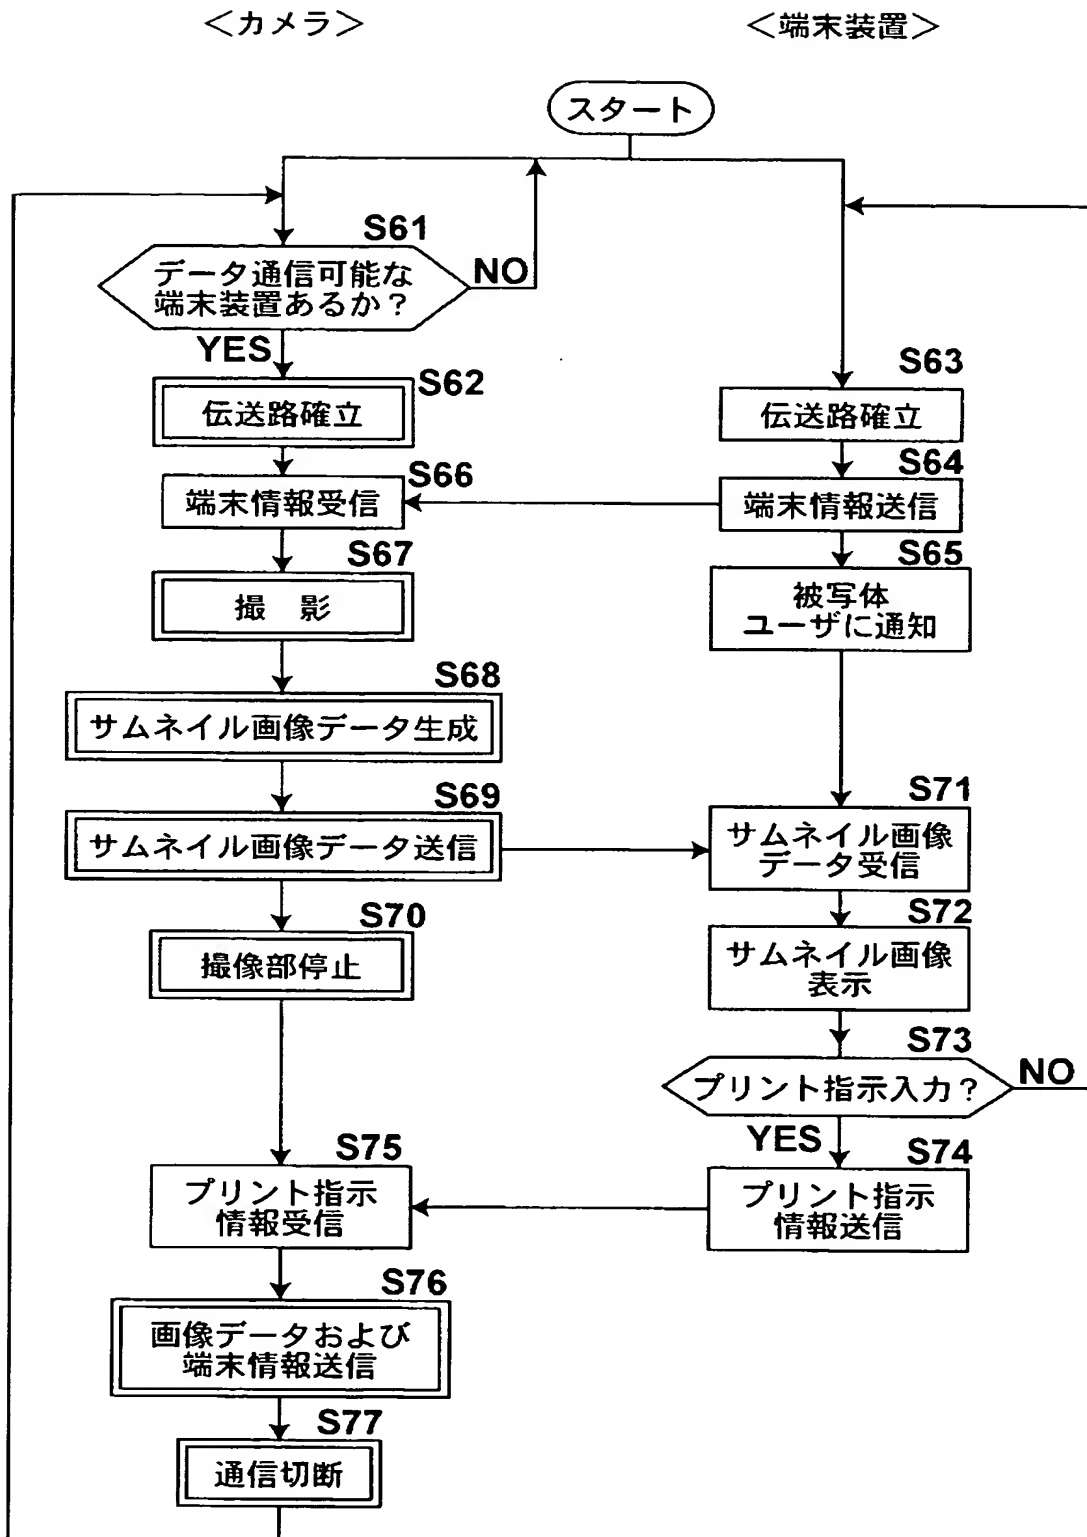 ＜カメラ＞
＜端末装置＞
スタート
S61
データ通信可能な
端末装置あるか？
NO
YES
S62
伝送路確立
S63
伝送路確立
S64
端末情報送信
S66
端末情報受信
S65
被写体
ユーザに通知
S67
撮　影
S68
サムネイル画像データ生成
S69
サムネイル画像データ送信
S71
サムネイル画像
データ受信
S70
撮像部停止
S72
サムネイル画像
表示
S73
プリント指示入力？
NO
YES
S74
プリント指示
情報送信
S75
プリント指示
情報受信
S76
画像データおよび
端末情報送信
S77
通信切断